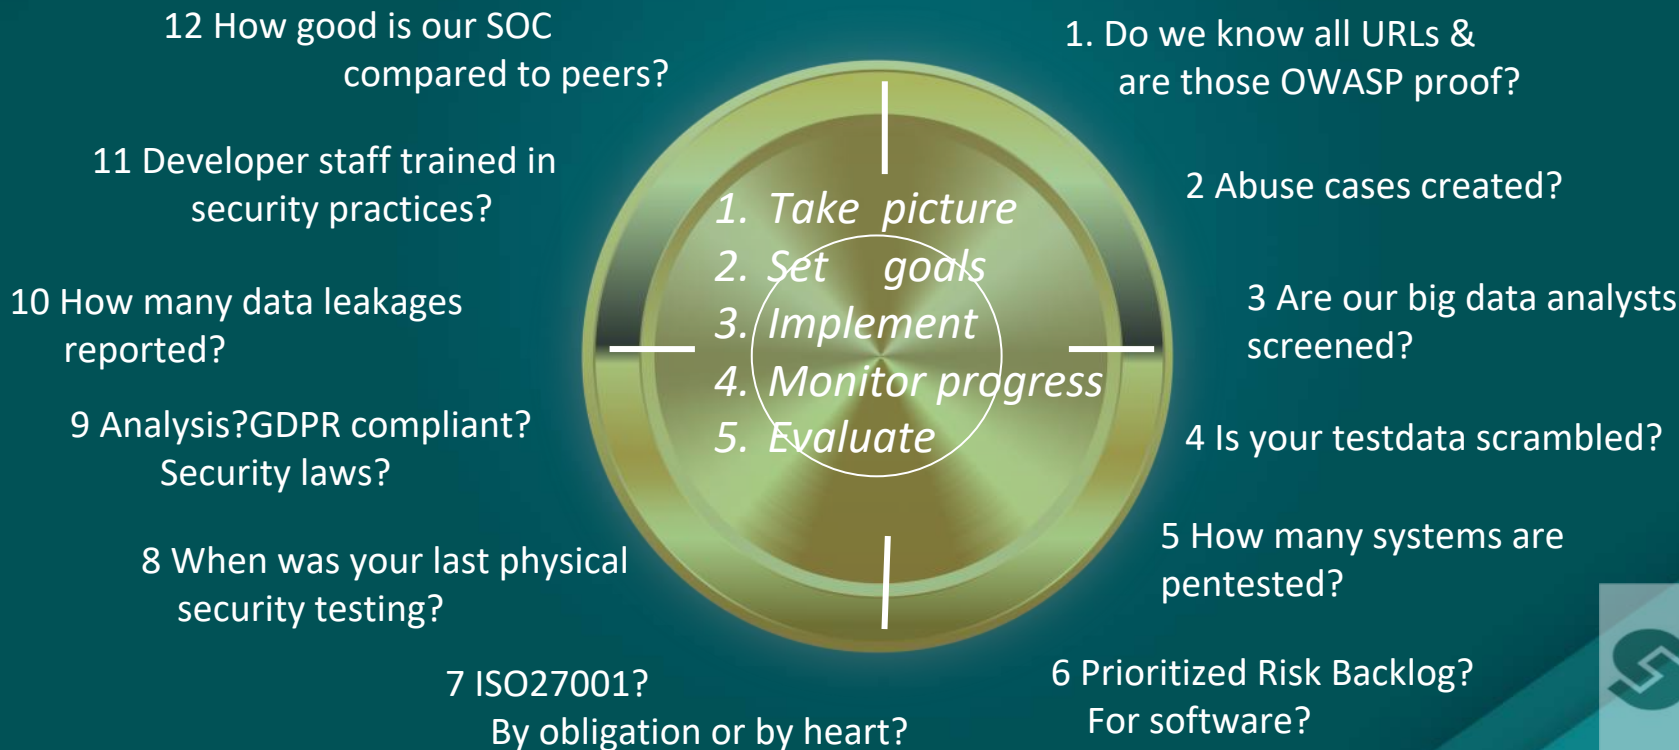 12 How good is our SOC
compared to peers?
1. Do we know all URLs &
are those OWASP proof?
11 Developer staff trained in
security practices?
2 Abuse cases created?
10 How many data leakages
reported?
3 Are our big data analysts
screened?
9 Analysis?GDPR compliant?
Security laws?
4 Is your testdata scrambled?
8 When was your last physical
security testing?
5 How many systems are
pentested?
7 ISO27001?
By obligation or by heart?
6 Prioritized Risk Backlog?
For software?
1. Take picture
2. Set goals
3. Implement
4. Monitor progress
5. Evaluate